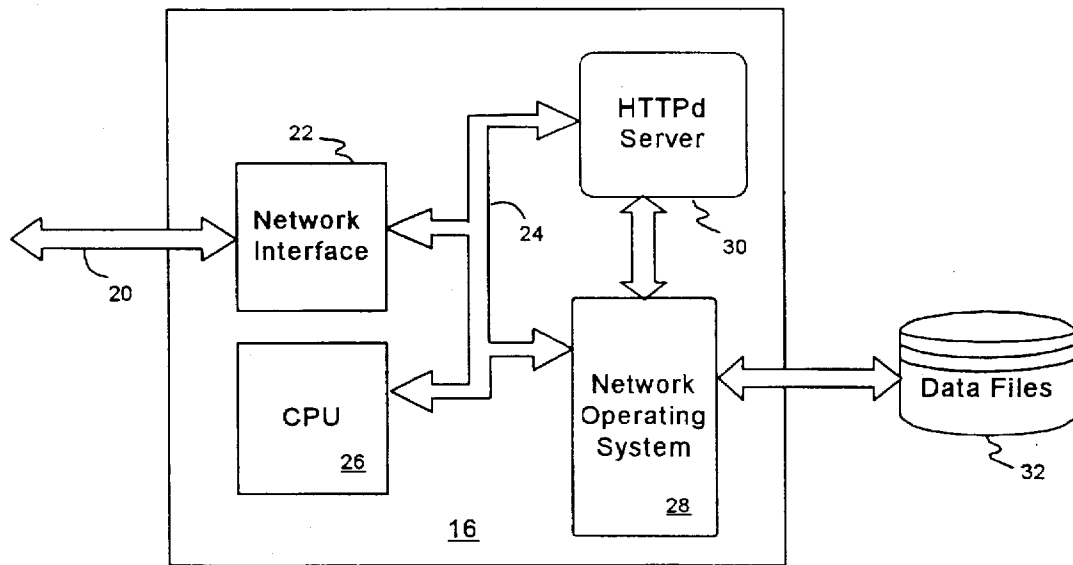 HTTPd
Server
22
Network
Interface
24
30
20
CPU
26
Network
Operating
System
28
Data Files
32
16